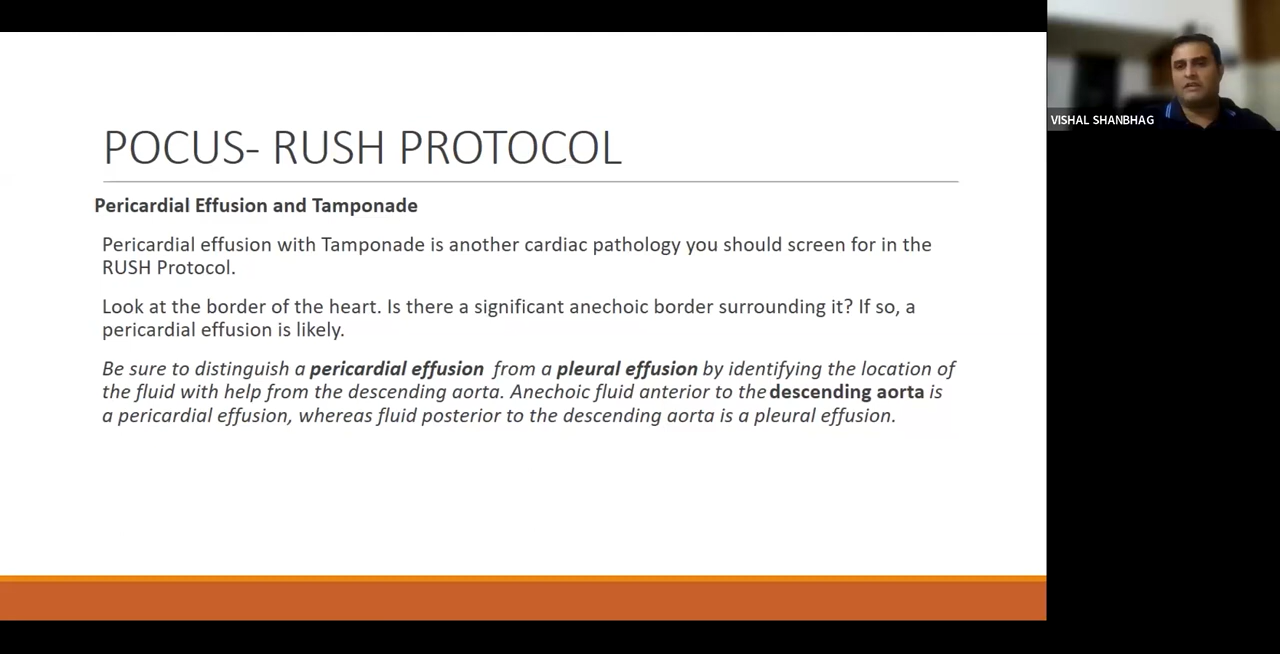 POCUS- RUSH PROTOCOL
Pericardial Effusion and Tamponade
Pericardial effusion with Tamponade is another cardiac pathology you should screen for in the
RUSH Protocol.
Look at the border of the heart. Is there a significant anechoic border surrounding it? If so, a
pericardial effusion is likely.
Be sure to distinguish a pericardial effusion from a pleural effusion by identifying the location of
the fluid with help from the descending aorta. Anechoic fluid anterior to the descending aorta is
a pericardial effusion, whereas fluid posterior to the descending aorta is a pleural effusion.
VISHAL SHANBHAG